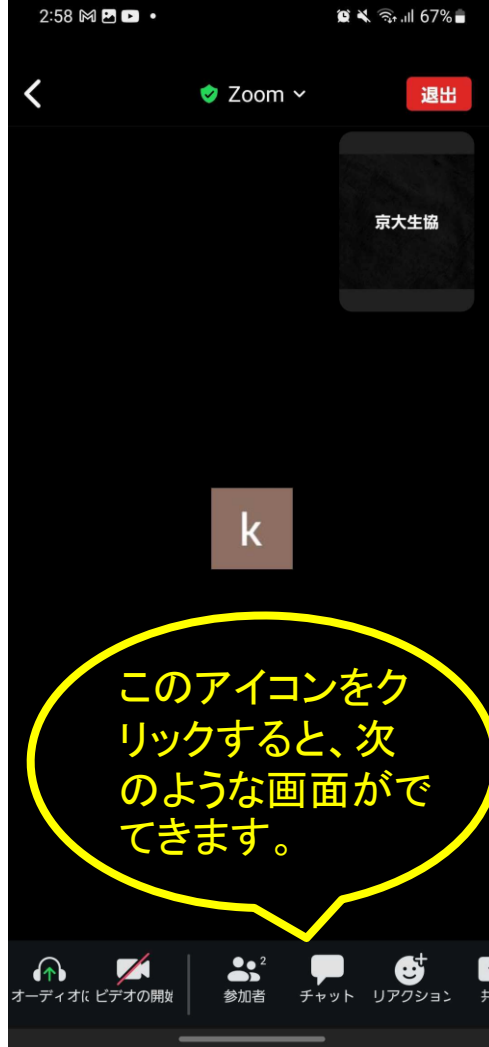 2:58
67%
Zoom
退出
京大生協
k
このアイコンをク
リックすると、次
のような画面がで
てきます。
2
オーディオに ビデオの開始 参加者 チャット リアクション